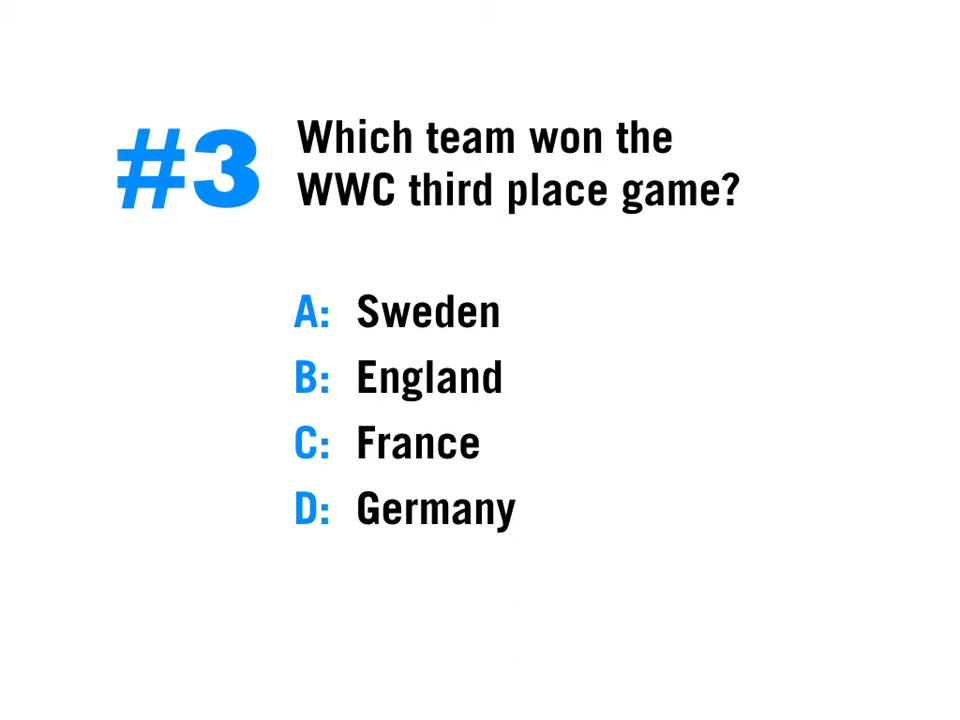 #3
Which team won the
WWC third place game?
A: Sweden
B: England
C: France
D: Germany